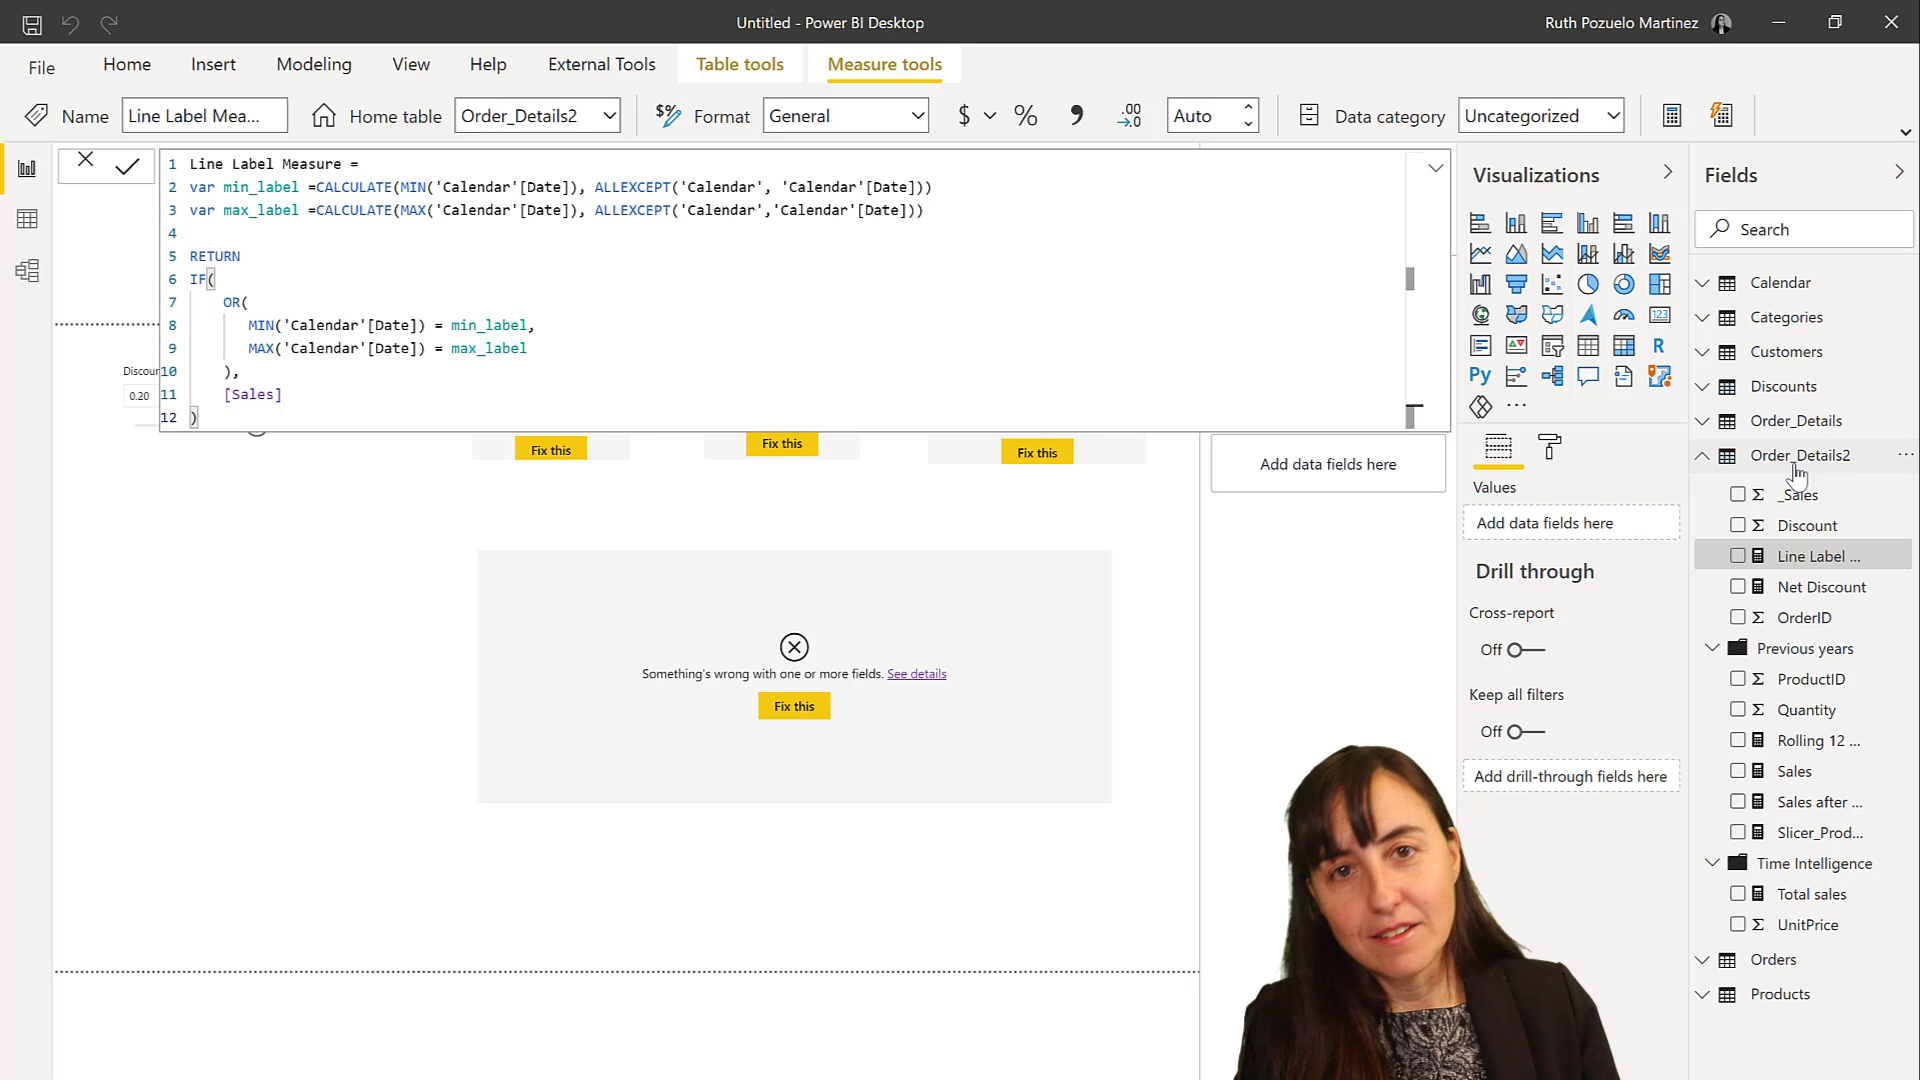 Untitled - Power BI Desktop
Ruth Pozuelo Martinez
File
Home
Insert
Modeling
View
Help
External Tools
Table tools
Measure tools
Name
Line Label Mea...
Home table
Order_Details2
Format
General
$
%
.00
→.0
Auto
Data category
Uncategorized
1 Line Label Measure =
2 var min_label =CALCULATE(MIN('Calendar'[Date]), ALLEXCEPT('Calendar', 'Calendar'[Date]))
3 var max_label =CALCULATE(MAX('Calendar'[Date]), ALLEXCEPT('Calendar','Calendar'[Date]))
4
5 RETURN
6 IF(
7 OR(
8 MIN('Calendar'[Date]) = min_label,
9 MAX('Calendar'[Date]) = max_label
10 ),
11 [Sales]
12 )
Discoun
0.20
Fix this
Fix this
Fix this
Something's wrong with one or more fields. See details
Fix this
Add data fields here
Visualizations
123
R
Py
...
Values
Add data fields here
Drill through
Cross-report
Off
Keep all filters
Off
Add drill-through fields here
Fields
Search
Calendar
Categories
Customers
Discounts
Order_Details
Order_Details2
...
_Sales
Discount
Line Label ...
Net Discount
OrderID
Previous years
ProductID
Quantity
Rolling 12 ...
Sales
Sales after ...
Slicer_Prod...
Time Intelligence
Total sales
UnitPrice
Orders
Products